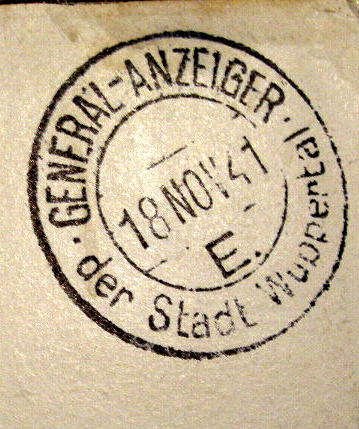 GENERAL-ANZEIGER
der Stadt Wuppertal
18 NOV 41
E.